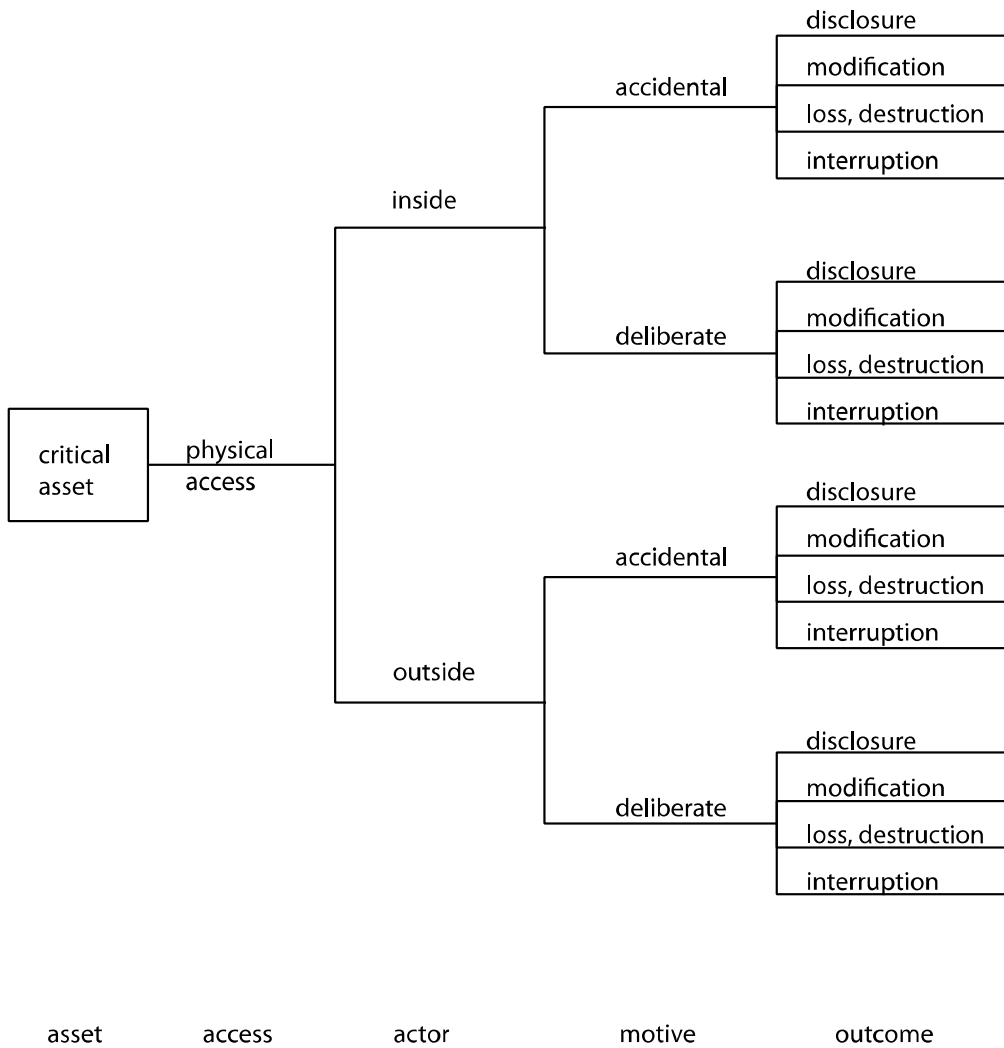 disclosure
modification
accidental
loss, destruction
interruption
inside
disclosure
modification
deliberate
loss, destruction
interruption
critical
asset
physical
access
disclosure
modification
accidental
loss, destruction
interruption
outside
disclosure
modification
deliberate
loss, destruction
interruption
asset access actor motive outcome